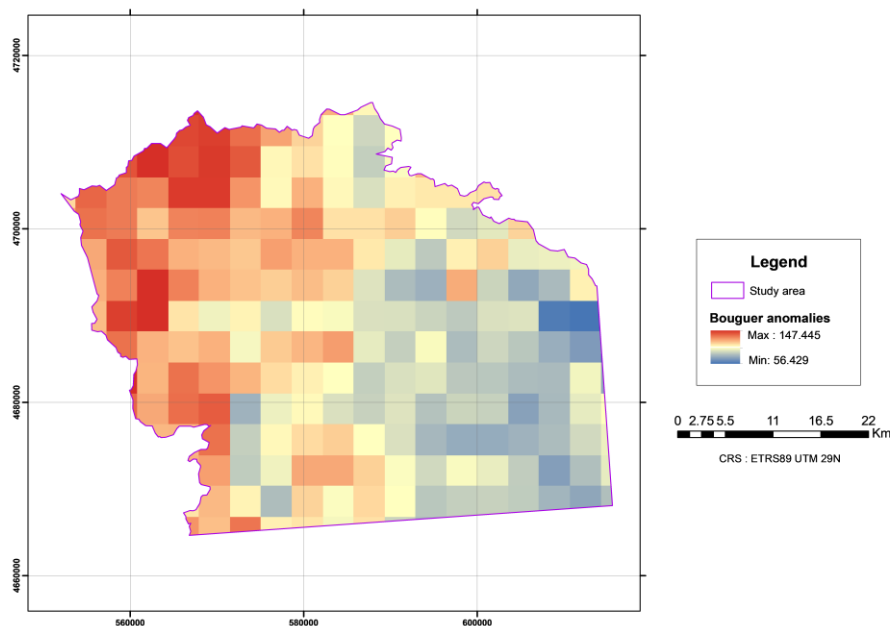 4720000
4700000
4680000
4660000
560000
580000
600000
Legend
Study area
Bouguer anomalies
Max : 147.445
Min: 56.429
0 2.75 5.5 11 16.5 22
Km
CRS : ETRS89 UTM 29N